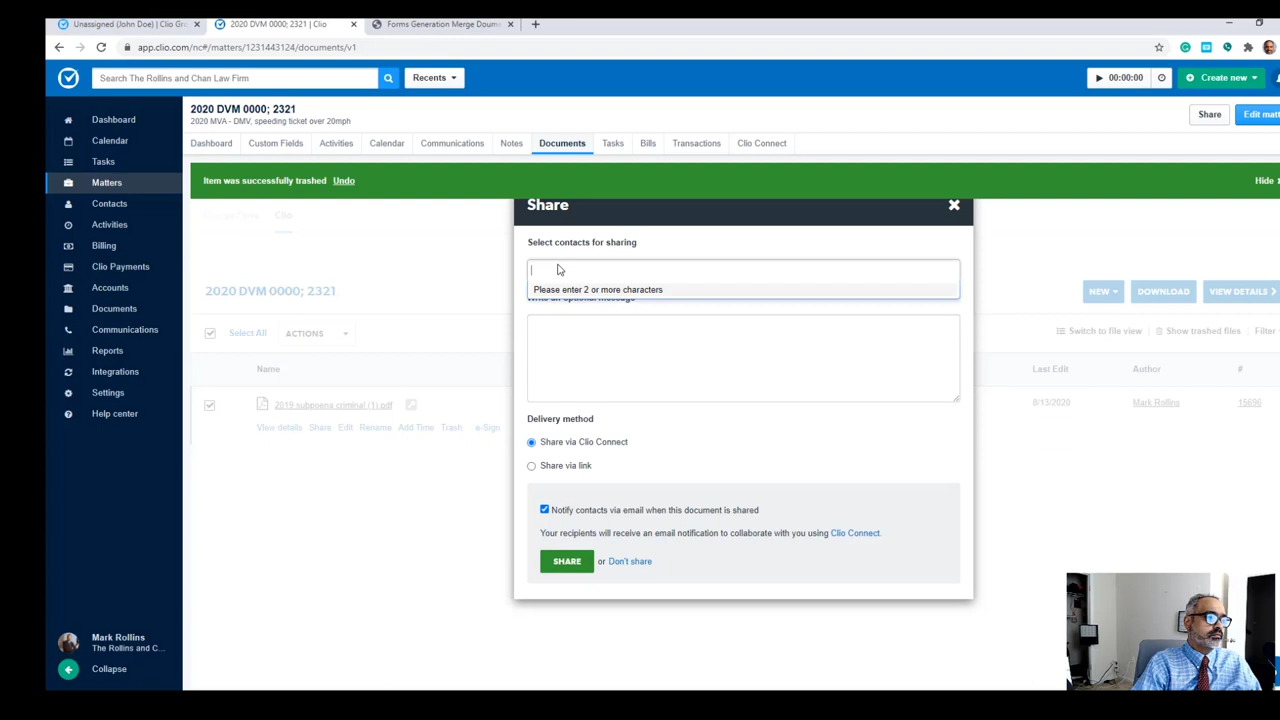 Unassigned (John Doe) | Clio Gro
2020 DVM 0000; 2321 | Clio
Forms Generation Merge Docume
app.clio.com/nc#/matters/1231443124/documents/v1
Search The Rollins and Chan Law Firm
Recents
00:00:00
Create new
2020 DVM 0000; 2321
2020 MVA - DMV, speeding ticket over 20mph
Share
Edit matt
Dashboard
Custom Fields
Activities
Calendar
Communications
Notes
Documents
Tasks
Bills
Transactions
Clio Connect
Dashboard
Calendar
Tasks
Matters
Contacts
Activities
Billing
Clio Payments
Accounts
Documents
Communications
Reports
Integrations
Settings
Help center
Mark Rollins
The Rollins and C...
Collapse
Item was successfully trashed Undo
Hide
Clio
2020 DVM 0000; 2321
NEW
DOWNLOAD
VIEW DETAILS
Select All
ACTIONS
Switch to file view
Show trashed files
Filter
Name
Last Edit
Author
#
2019 subpoena criminal (1).pdf
8/13/2020
Mark Rollins
15696
View details Share Edit Rename Add Time Trash e-Sign
Share
Select contacts for sharing
Please enter 2 or more characters
Write an optional message
Delivery method
Share via Clio Connect
Share via link
Notify contacts via email when this document is shared
Your recipients will receive an email notification to collaborate with you using Clio Connect.
SHARE or Don't share